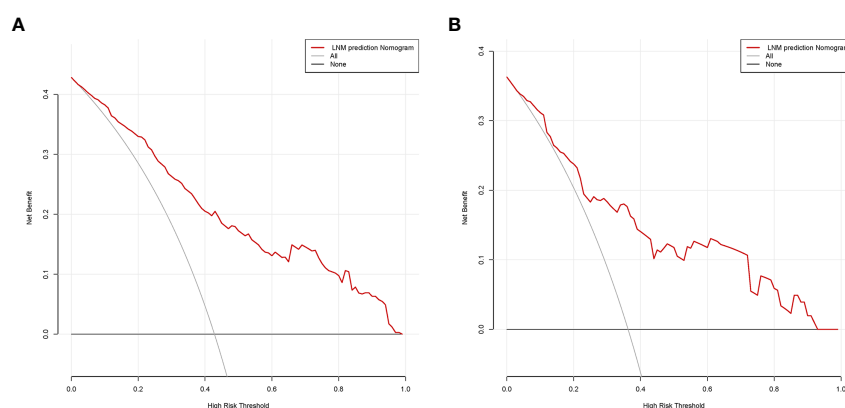 A
LNM prediction Nomogram
All
None
Net Benefit
0.4
0.3
0.2
0.1
0.0
0.0 0.2 0.4 0.6 0.8 1.0
High Risk Threshold
B
LNM prediction Nomogram
All
None
Net Benefit
0.4
0.3
0.2
0.1
0.0
0.0 0.2 0.4 0.6 0.8 1.0
High Risk Threshold